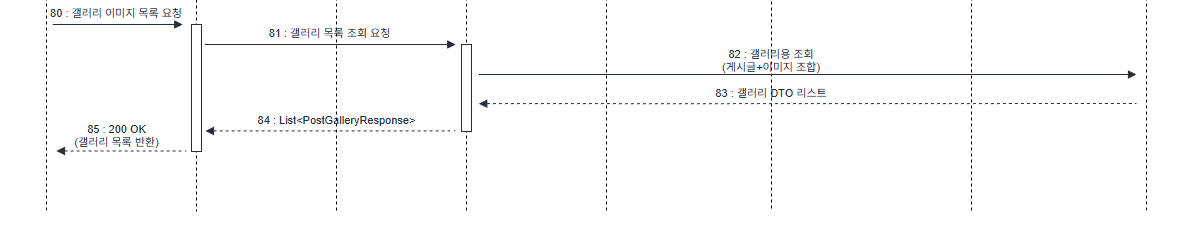 80 : 갤러리 이미지 목록 요청
81 : 갤러리 목록 조회 요청
82 : 갤러리용 조회
(게시글+이미지 조합)
83 : 갤러리 DTO 리스트
84 : List<PostGalleryResponse>
85 : 200 OK
(갤러리 목록 반환)